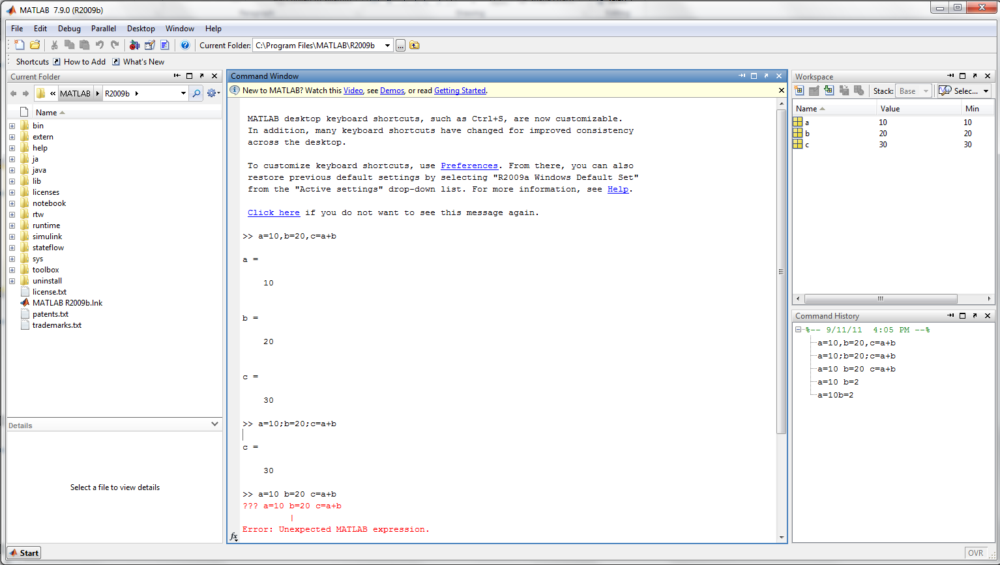 MATLAB 7.9.0 (R2009b)
File Edit Debug Parallel Desktop Window Help
Current Folder: C:\Program Files\MATLAB\R2009b ...
Shortcuts How to Add What's New
Current Folder
« MATLAB R2009b
Name
bin
extern
help
ja
java
lib
licenses
notebook
rtw
runtime
simulink
stateflow
sys
toolbox
uninstall
license.txt
MATLAB R2009b.lnk
patents.txt
trademarks.txt
Details
Select a file to view details
Command Window
New to MATLAB? Watch this Video, see Demos, or read Getting Started.
MATLAB desktop keyboard shortcuts, such as Ctrl+S, are now customizable.
In addition, many keyboard shortcuts have changed for improved consistency
across the desktop.
To customize keyboard shortcuts, use Preferences. From there, you can also
restore previous default settings by selecting "R2009a Windows Default Set"
from the "Active settings" drop-down list. For more information, see Help.
Click here if you do not want to see this message again.
>> a=10,b=20,c=a+b
a =
10
b =
20
c =
30
>> a=10;b=20;c=a+b
c =
30
>> a=10 b=20 c=a+b
??? a=10 b=20 c=a+b
|
Error: Unexpected MATLAB expression.
fx
Workspace
Stack: Base Selec...
Name Value Min
a 10 10
b 20 20
c 30 30
Command History
%-- 9/11/11 4:05 PM --%
a=10,b=20,c=a+b
a=10;b=20;c=a+b
a=10 b=20 c=a+b
a=10 b=2
a=10b=2
Start
OVR